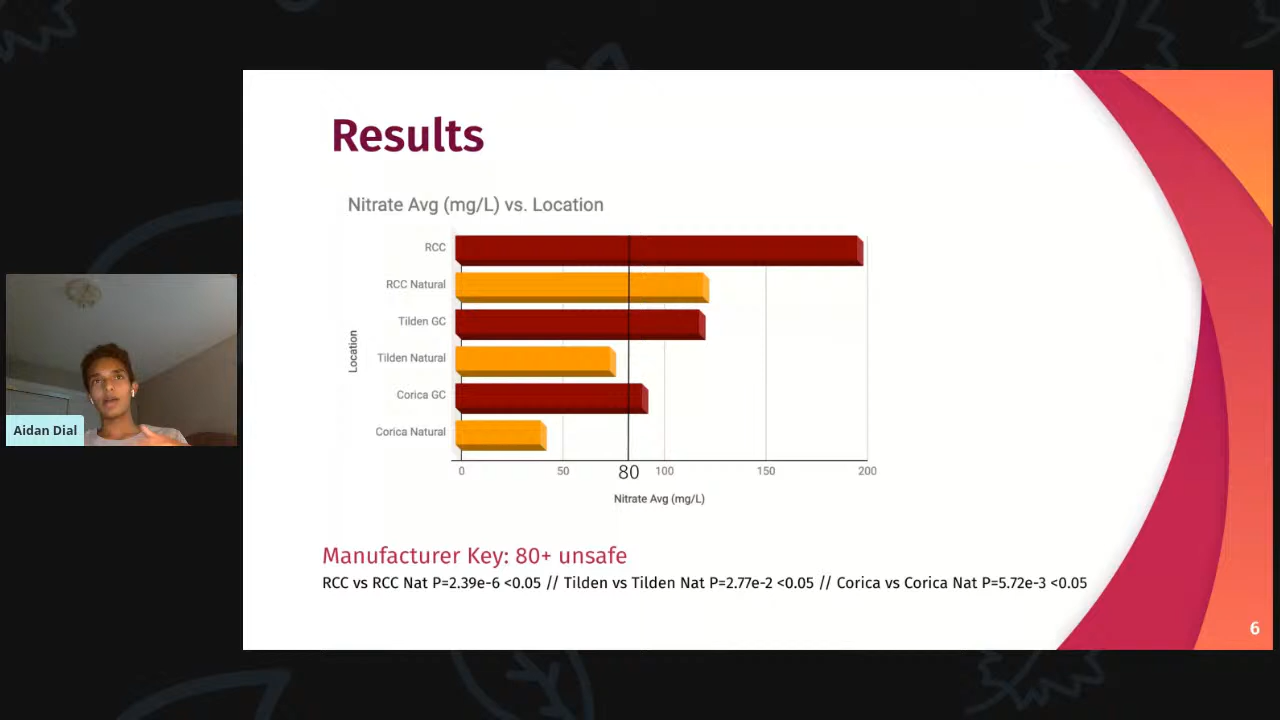 Results
Nitrate Avg (mg/L) vs. Location
RCC
RCC Natural
Tilden GC
Tilden Natural
Corica GC
Corica Natural
Location
0 50 80 100 150 200
Nitrate Avg (mg/L)
Manufacturer Key: 80+ unsafe
RCC vs RCC Nat P=2.39e-6 <0.05 // Tilden vs Tilden Nat P=2.77e-2 <0.05 // Corica vs Corica Nat P=5.72e-3 <0.05
6
Aidan Dial